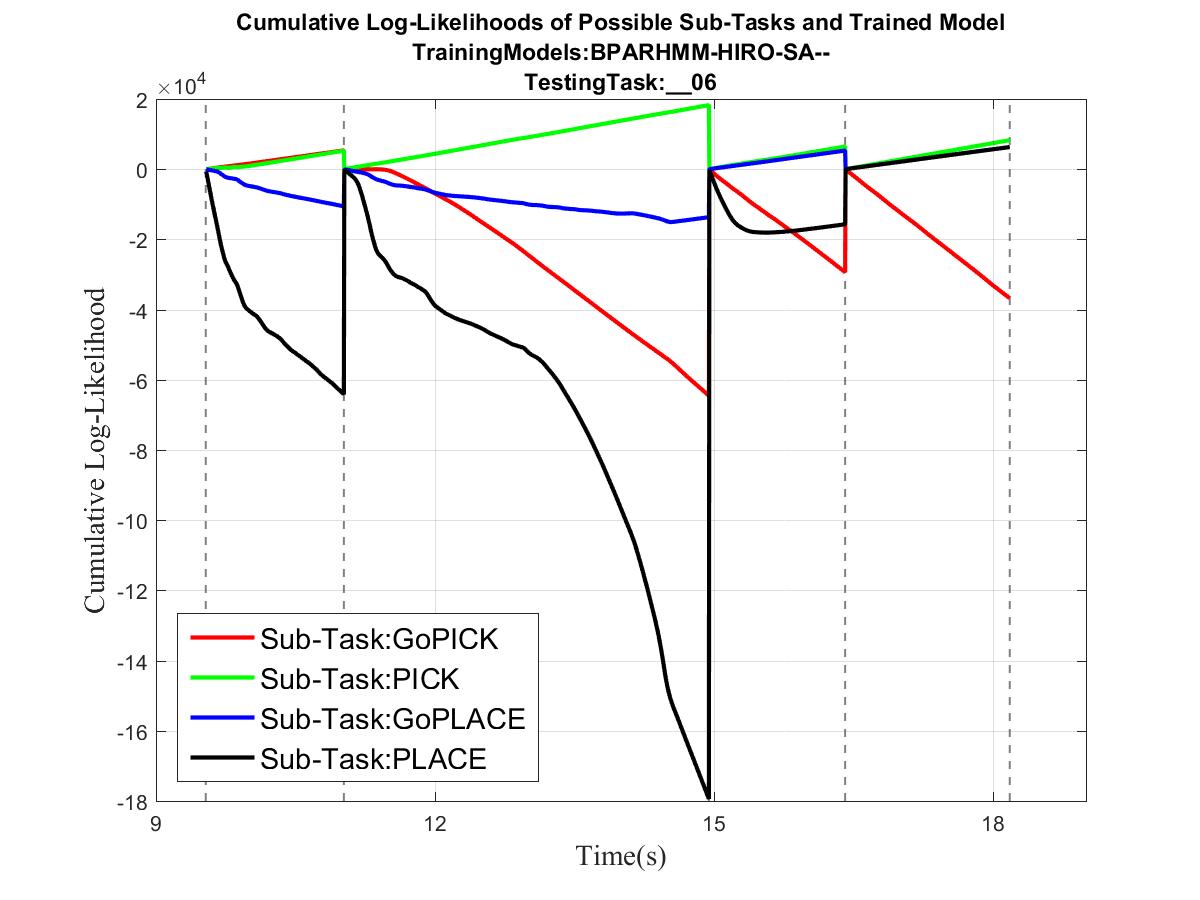 Cumulative Log-Likelihoods of Possible Sub-Tasks and Trained Model
TrainingModels:BPARHMM-HIRO-SA--
TestingTask:__06
×10⁴
2
0
-2
-4
-6
-8
-10
-12
-14
-16
-18
Cumulative Log-Likelihood
Sub-Task:GoPICK
Sub-Task:PICK
Sub-Task:GoPLACE
Sub-Task:PLACE
9 12 15 18
Time(s)